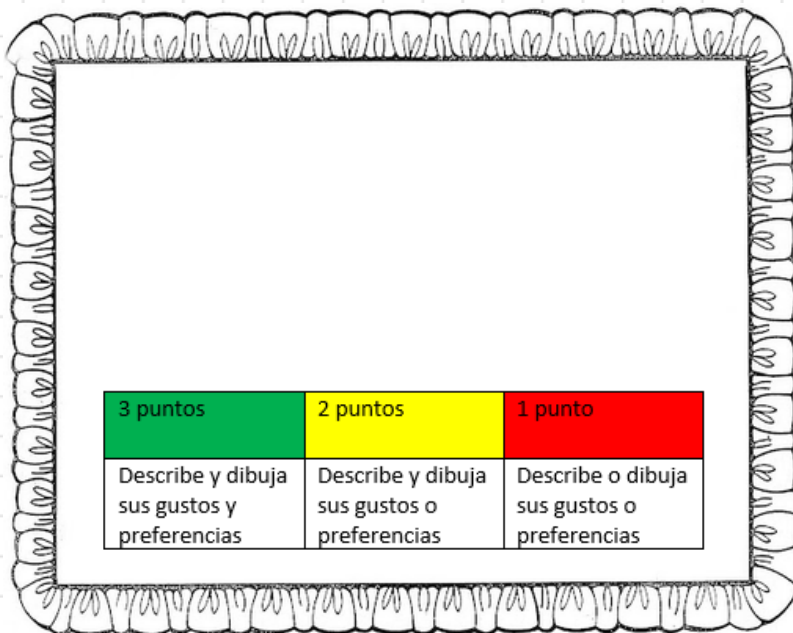 3 puntos
2 puntos
1 punto
Describe y dibuja
sus gustos y
preferencias
Describe y dibuja
sus gustos o
preferencias
Describe o dibuja
sus gustos o
preferencias